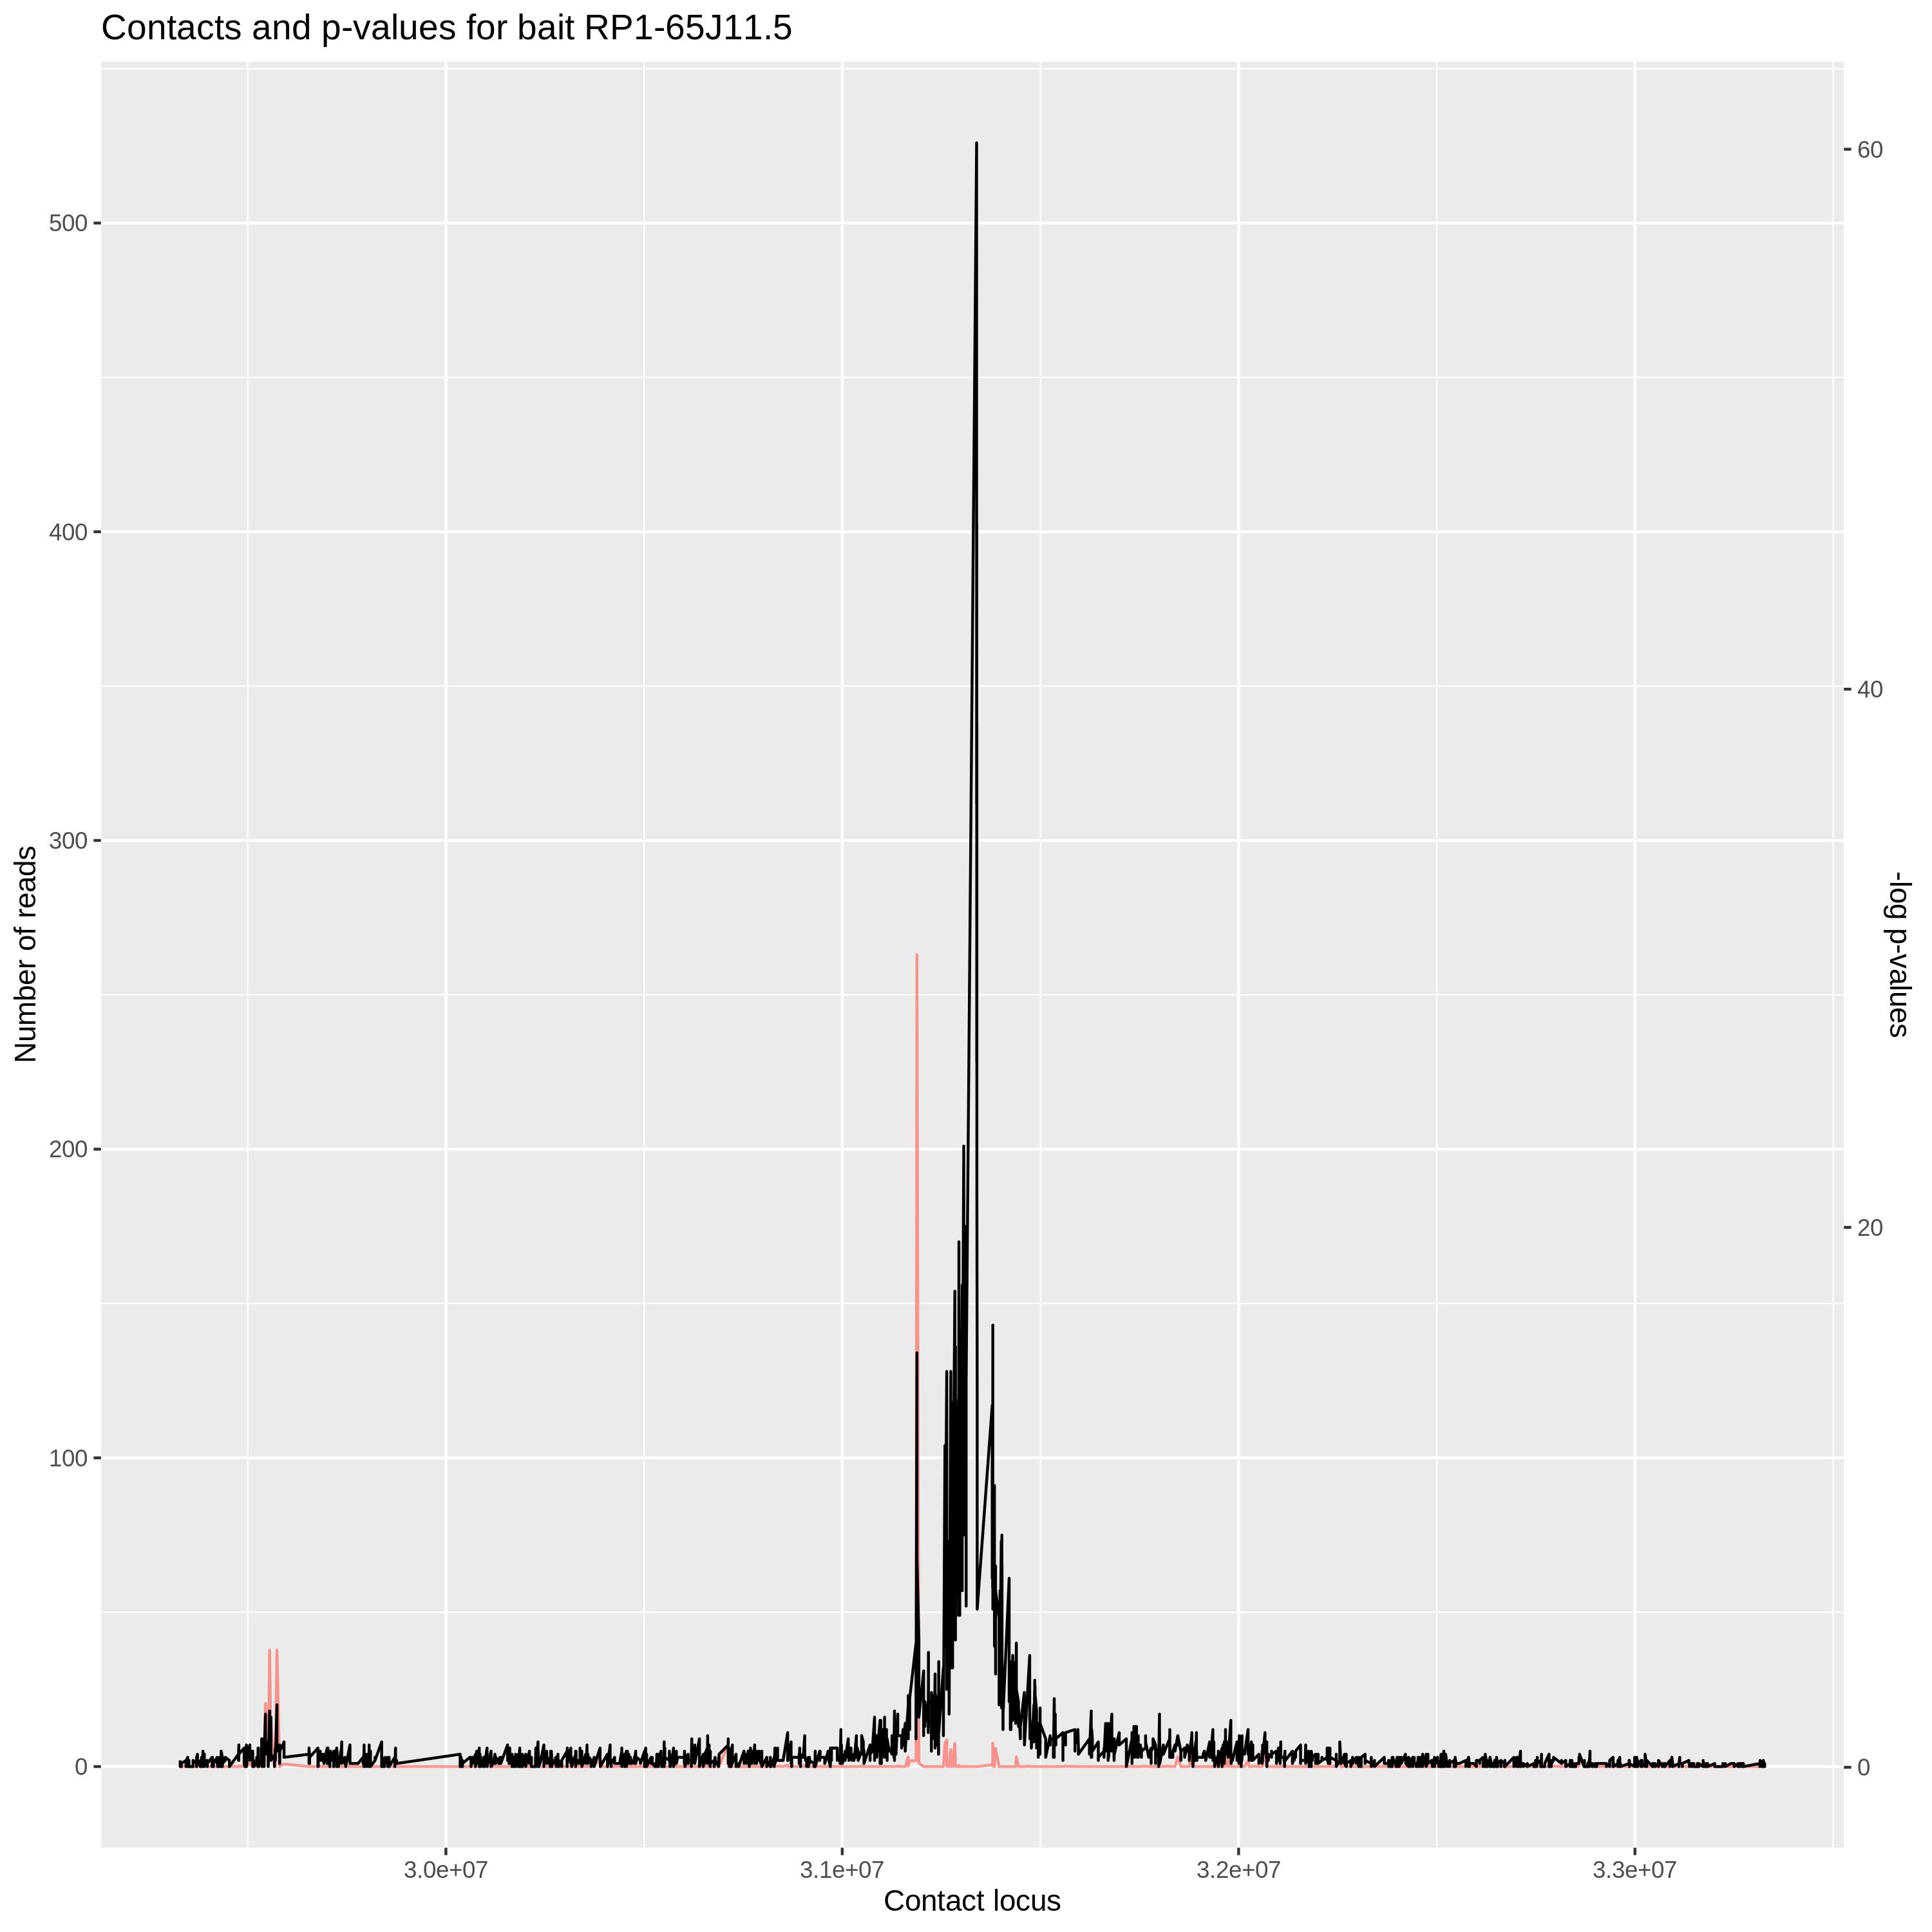 Contacts and p-values for bait RP1-65J11.5
Number of reads
500
400
300
200
100
0
60
40
20
0
-log p-values
3.0e+07
3.1e+07
3.2e+07
3.3e+07
Contact locus